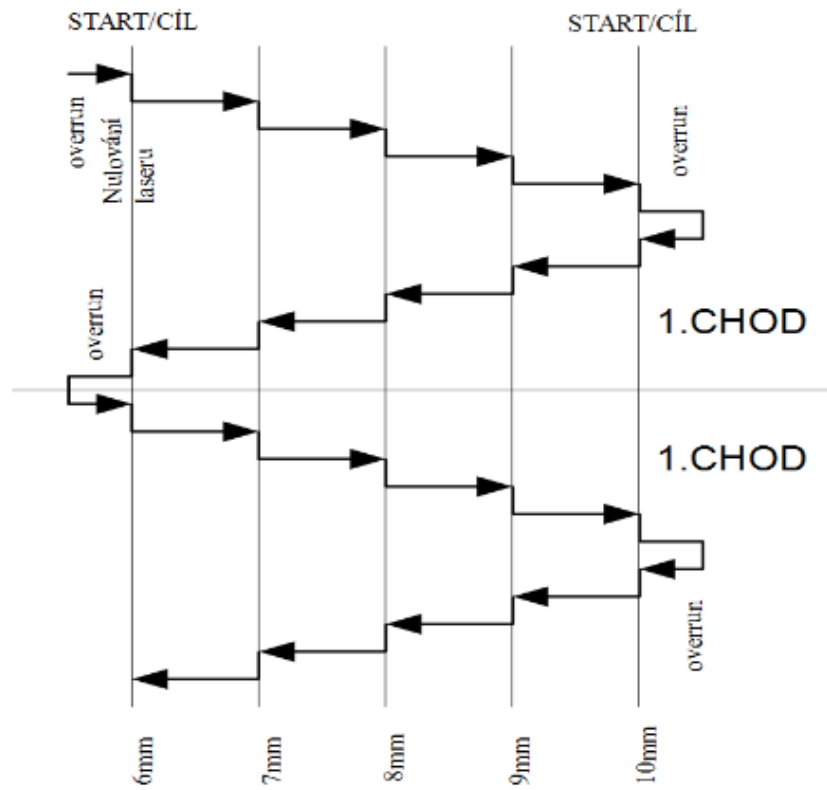 START/CÍL
START/CÍL
overrun
Nulování
laseru
overrun
overrun
1.CHOD
1.CHOD
overrun
6mm
7mm
8mm
9mm
10mm